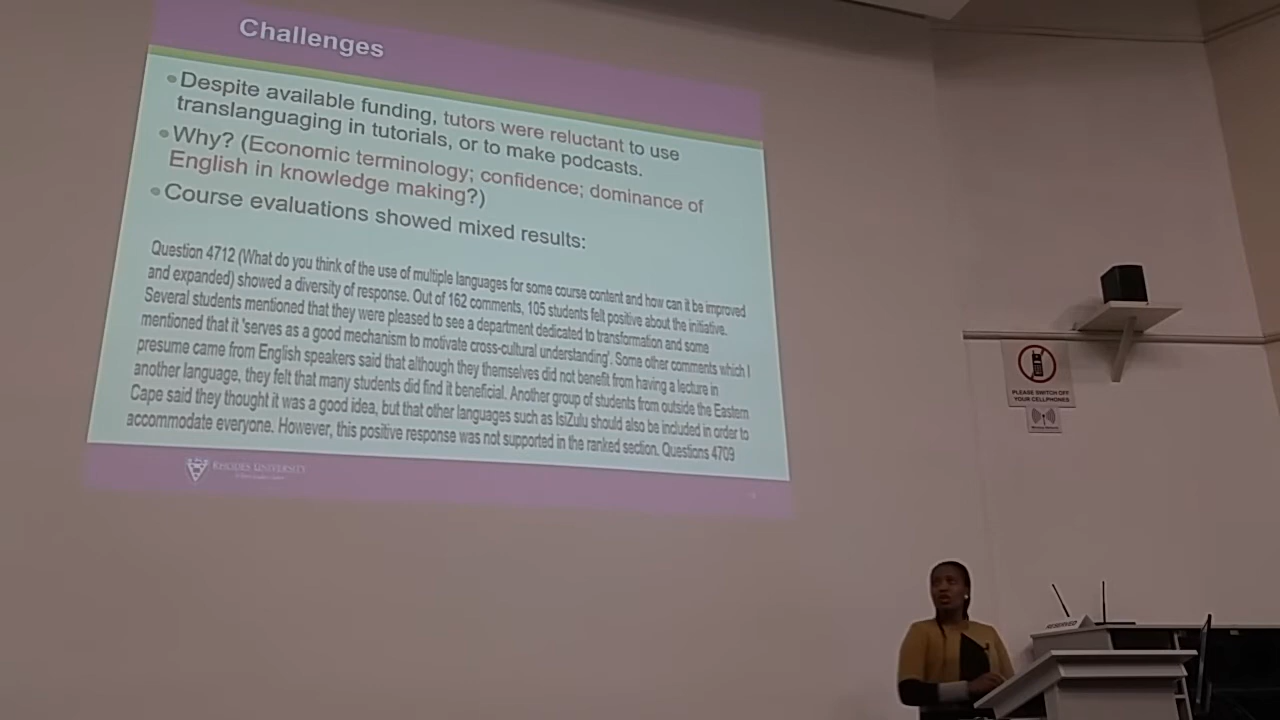 Challenges
Despite available funding, tutors were reluctant to use
translanguaging in tutorials, or to make podcasts.
Why? (Economic terminology; confidence; dominance of
English in knowledge making?)
Course evaluations showed mixed results:
Question 4712 (What do you think of the use of multiple languages for some course content and how can it be improved
and expanded) showed a diversity of response. Out of 162 comments, 105 students felt positive about the initiative.
Several students mentioned that they were pleased to see a department dedicated to transformation and some
mentioned that it 'serves as a good mechanism to motivate cross-cultural understanding'. Some other comments which I
presume came from English speakers said that although they themselves did not benefit from having a lecture in
another language, they felt that many students did find it beneficial. Another group of students from outside the Eastern
Cape said they thought it was a good idea, but that other languages such as IsiZulu should also be included in order to
accommodate everyone. However, this positive response was not supported in the ranked section. Questions 4709
RHODES UNIVERSITY
PLEASE SWITCH OFF
YOUR CELLPHONES
RESERVED